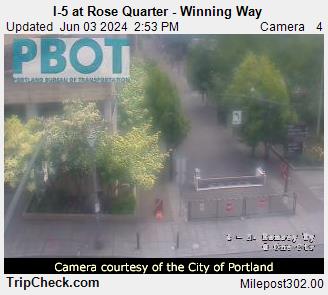 I-5 at Rose Quarter - Winning Way
Updated Jun 03 2024 2:53 PM Camera 4
PBOT
PORTLAND BUREAU OF TRANSPORTATION
Camera courtesy of the City of Portland
TripCheck.com Milepost302.00